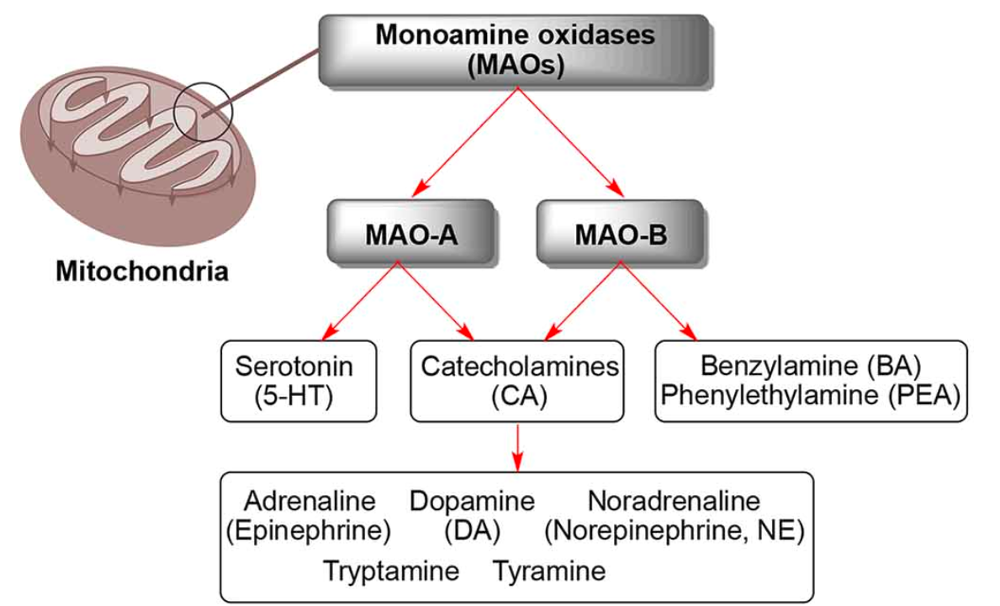 Monoamine oxidases
(MAOs)
Mitochondria
MAO-A
MAO-B
Serotonin
(5-HT)
Catecholamines
(CA)
Benzylamine (BA)
Phenylethylamine (PEA)
Adrenaline
(Epinephrine)
Dopamine
(DA)
Noradrenaline
(Norepinephrine, NE)
Tryptamine
Tyramine